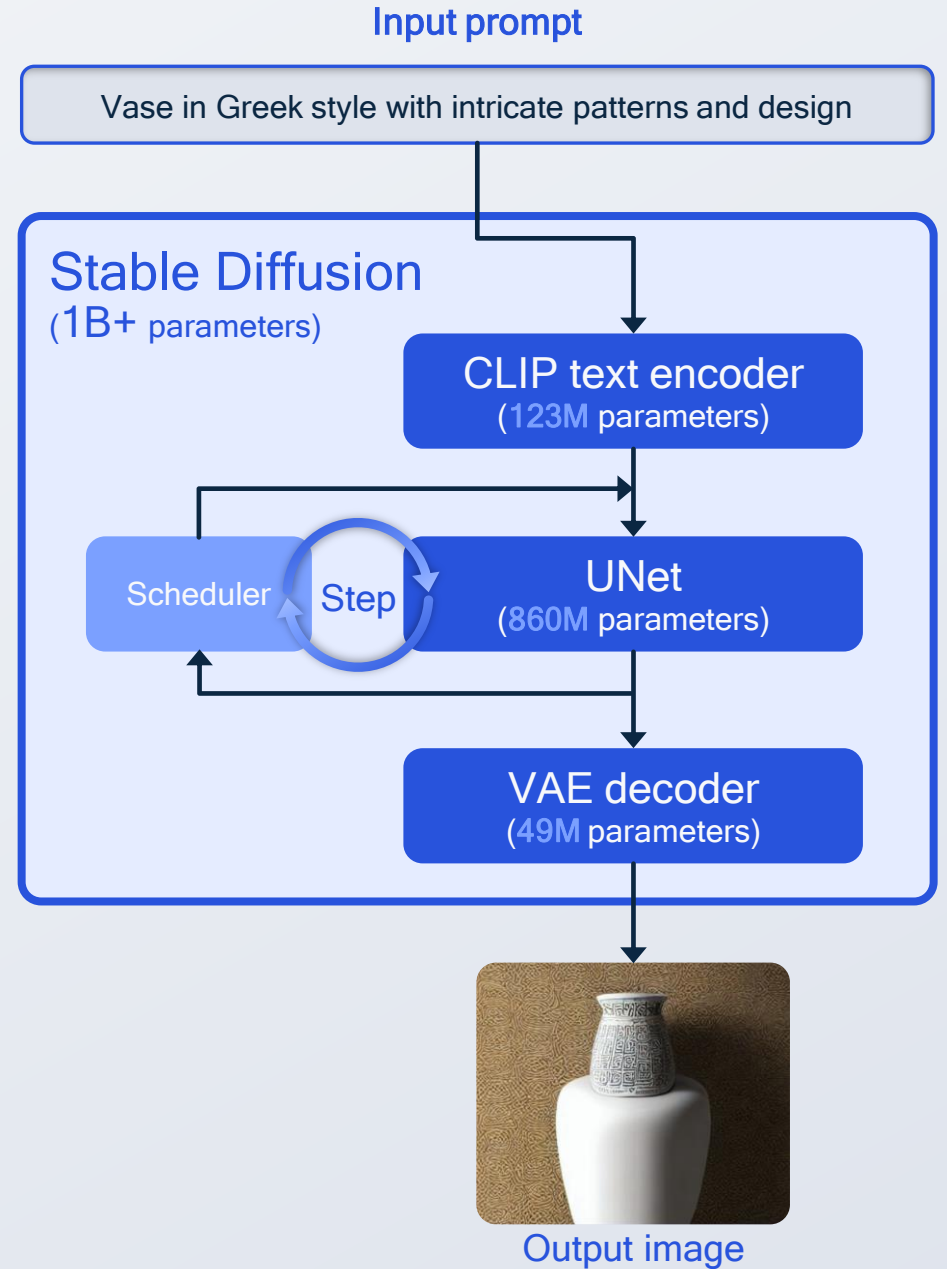 Input prompt
Vase in Greek style with intricate patterns and design
Stable Diffusion
(1B+ parameters)
CLIP text encoder
(123M parameters)
Scheduler
Step
UNet
(860M parameters)
VAE decoder
(49M parameters)
Output image